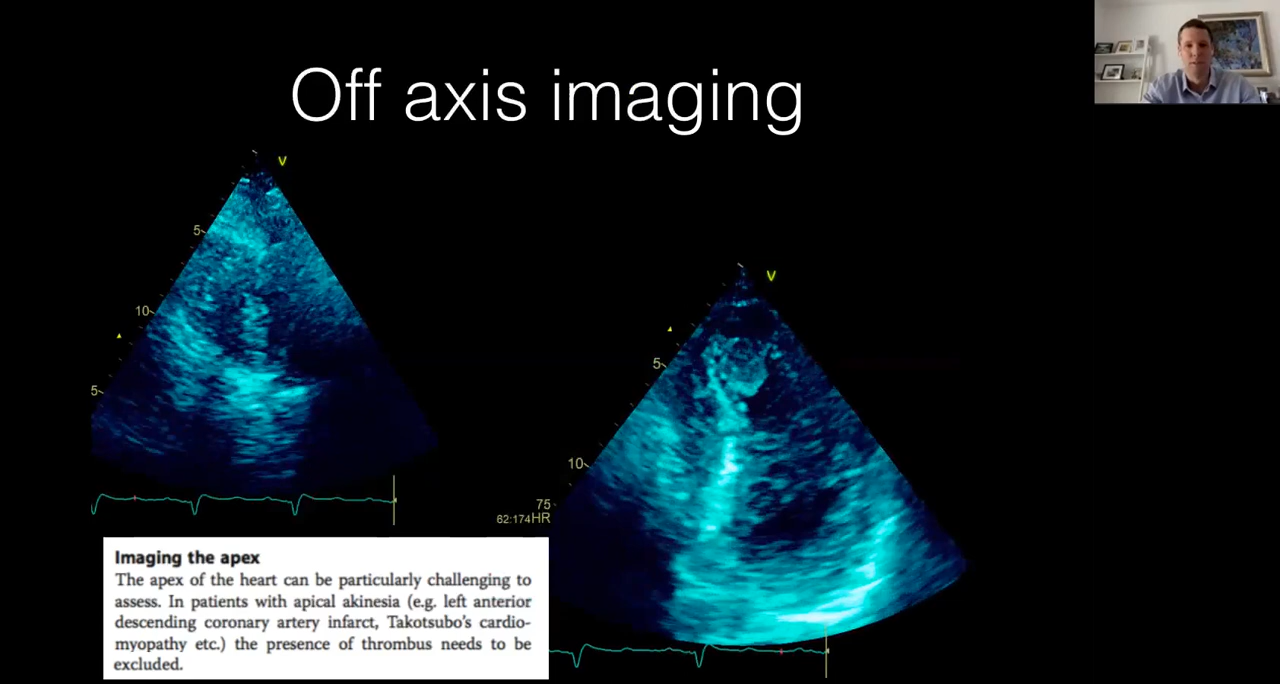 Off axis imaging
V
5
10
5
V
5
10
75
62:174HR
Imaging the apex
The apex of the heart can be particularly challenging to
assess. In patients with apical akinesia (e.g. left anterior
descending coronary artery infarct, Takotsubo's cardio-
myopathy etc.) the presence of thrombus needs to be
excluded.